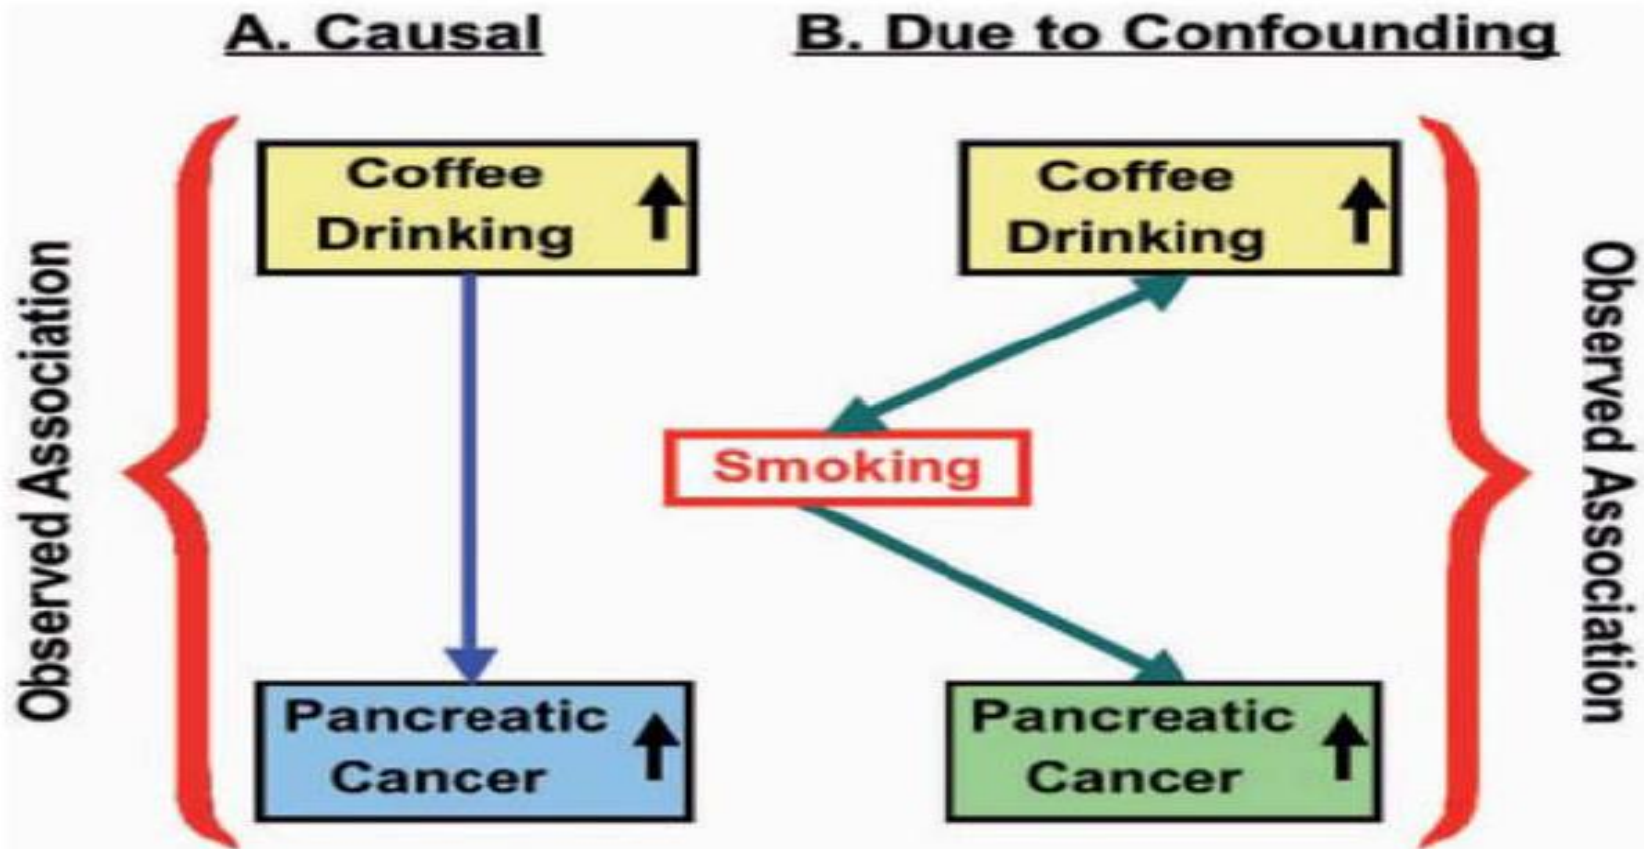 A. Causal
B. Due to Confounding
Observed Association
Coffee
Drinking
Pancreatic
Cancer
Coffee
Drinking
Smoking
Pancreatic
Cancer
Observed Association